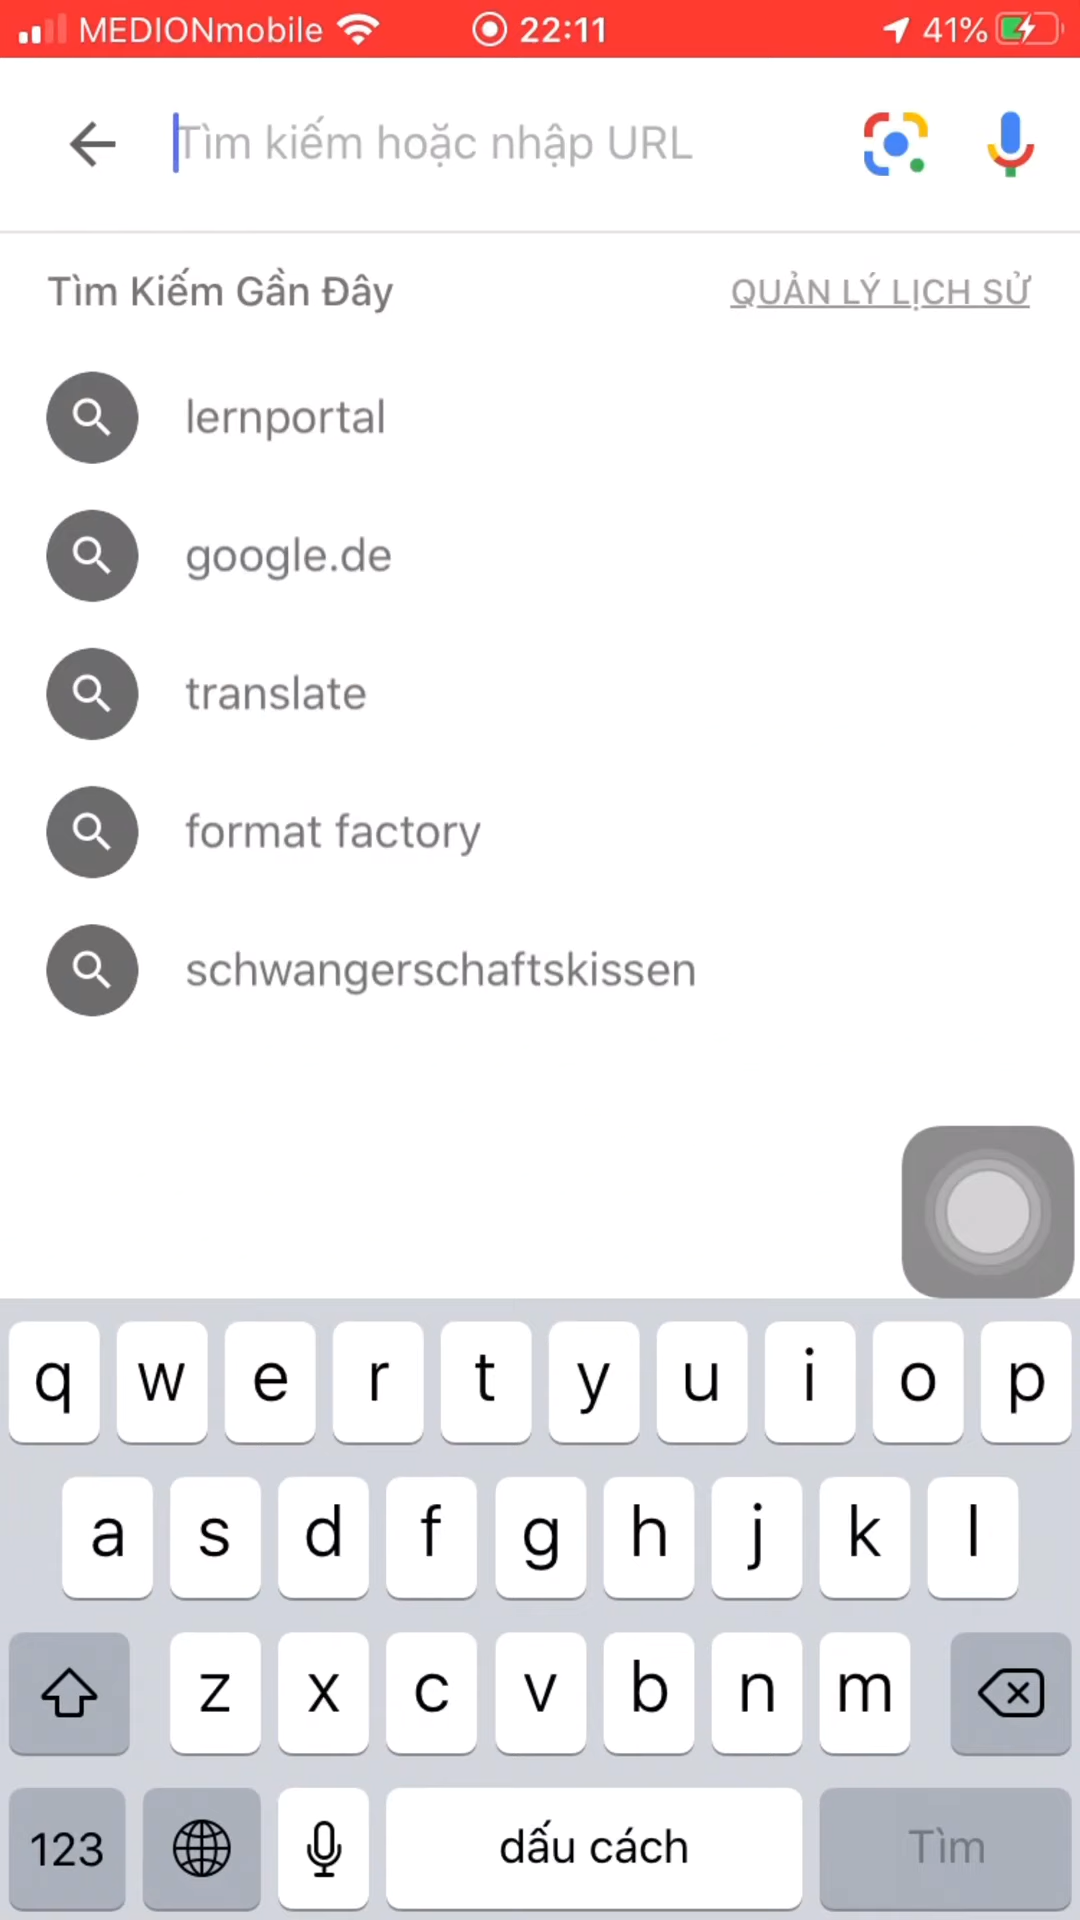 MEDIONmobile 22:11 41%
Tìm kiếm hoặc nhập URL
Tìm Kiếm Gần Đây QUẢN LÝ LỊCH SỬ
lernportal
google.de
translate
format factory
schwangerschaftskissen
q w e r t y u i o p
a s d f g h j k l
z x c v b n m
123 dấu cách Tìm